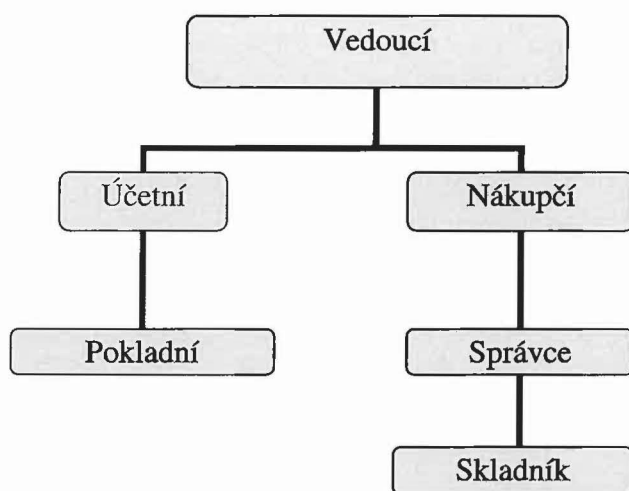 Vedoucí
Účetní
Nákupčí
Pokladní
Správce
Skladník